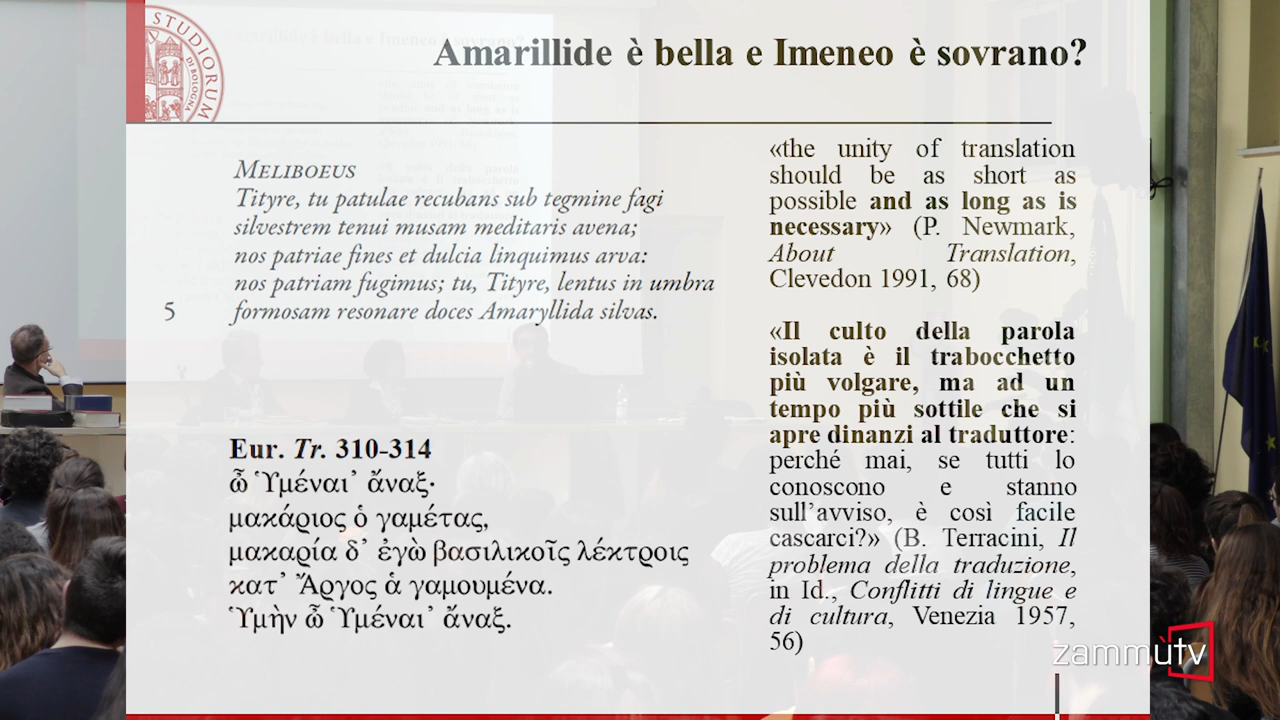 STUDIORUM
DI BOLOGNA
Amarillide è bella e Imeneo è sovrano?
MELIBOEUS
Tityre, tu patulae recubans sub tegmine fagi
silvestrem tenui musam meditaris avena;
nos patriae fines et dulcia linquimus arva:
nos patriam fugimus; tu, Tityre, lentus in umbra
5 formosam resonare doces Amaryllida silvas.
Eur. Tr. 310-314
ὦ Ὑμέναι’ ἄναξ·
μακάριος ὁ γαμέτας,
μακαρία δ’ ἐγὼ βασιλικοῖς λέκτροις
κατ’ Ἄργος ἁ γαμουμένα.
Ὑμὴν ὦ Ὑμέναι’ ἄναξ.
«the unity of translation
should be as short as
possible and as long as is
necessary» (P. Newmark,
About Translation,
Clevedon 1991, 68)
«Il culto della parola
isolata è il trabocchetto
più volgare, ma ad un
tempo più sottile che si
apre dinanzi al traduttore:
perché mai, se tutti lo
conoscono e stanno
sull’avviso, è così facile
cascarci?» (B. Terracini, Il
problema della traduzione,
in Id., Conflitti di lingue e
di cultura, Venezia 1957,
56)
zammùtv